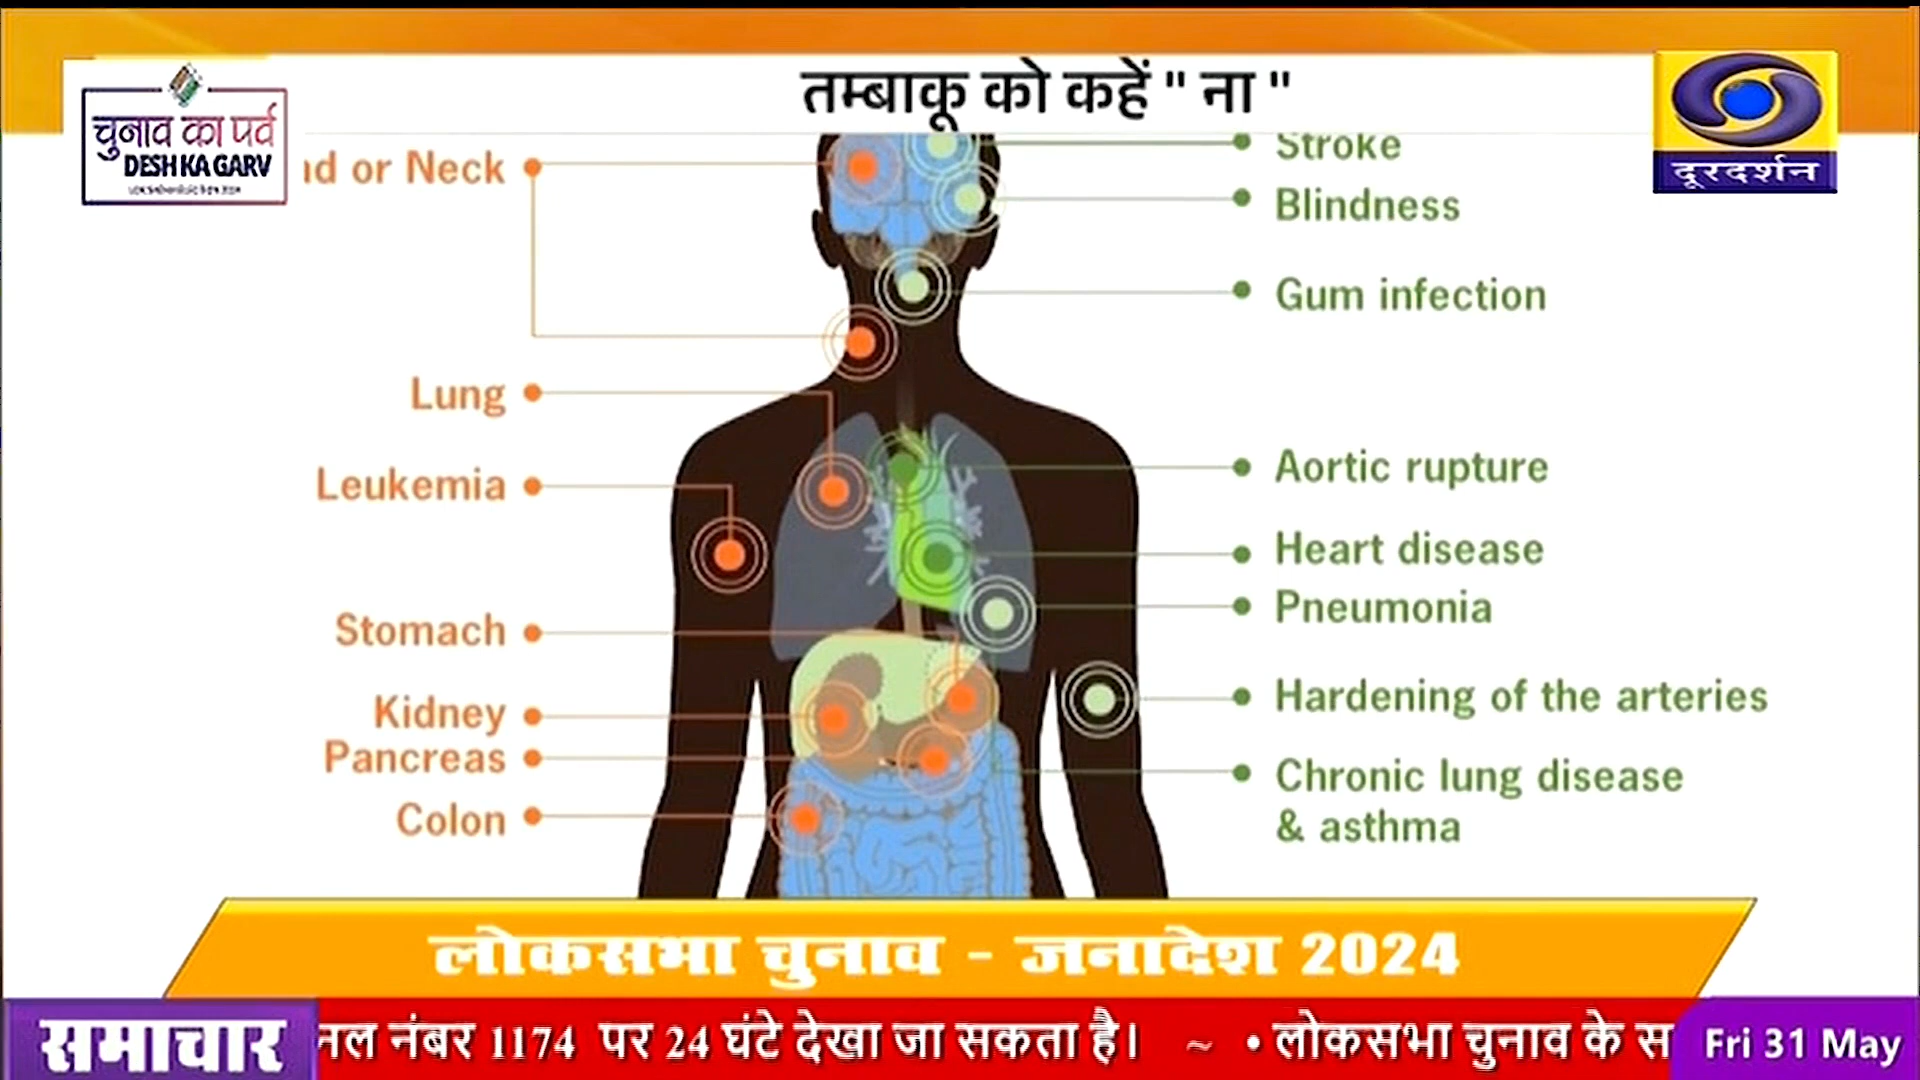 तम्बाकू को कहें " ना "
चुनाव का पर्व
DESH KA GARV
दूरदर्शन
ad or Neck
Lung
Leukemia
Stomach
Kidney
Pancreas
Colon
Stroke
Blindness
Gum infection
Aortic rupture
Heart disease
Pneumonia
Hardening of the arteries
Chronic lung disease
& asthma
लोकसभा चुनाव - जनादेश 2024
समाचार
नल नंबर 1174 पर 24 घंटे देखा जा सकता है। ~ • लोकसभा चुनाव के स
Fri 31 May